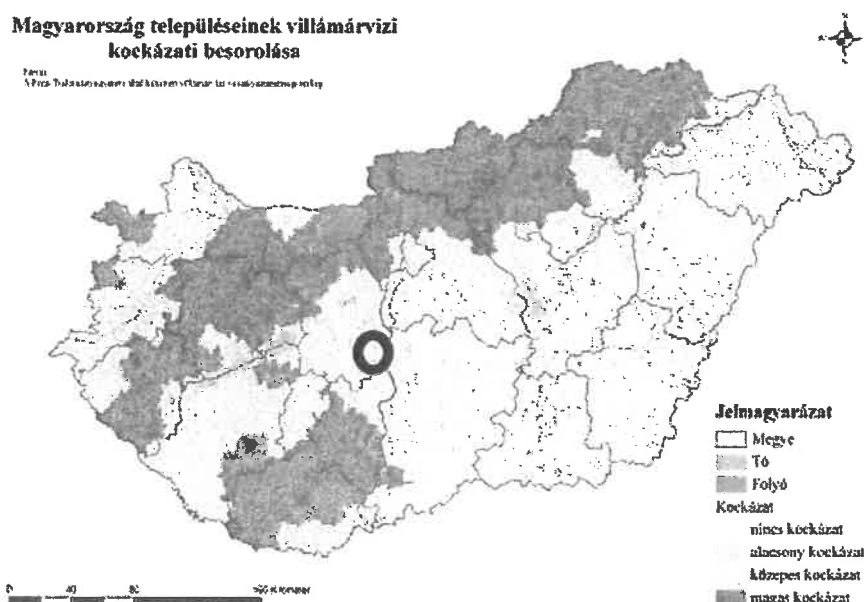 Magyarország településeinek villámárvizi
kockázati besorolása
Jelmagyarázat
Megye
Tó
Folyó
Kockázat
nincs kockázat
alacsony kockázat
közepes kockázat
magas kockázat
0 40 80